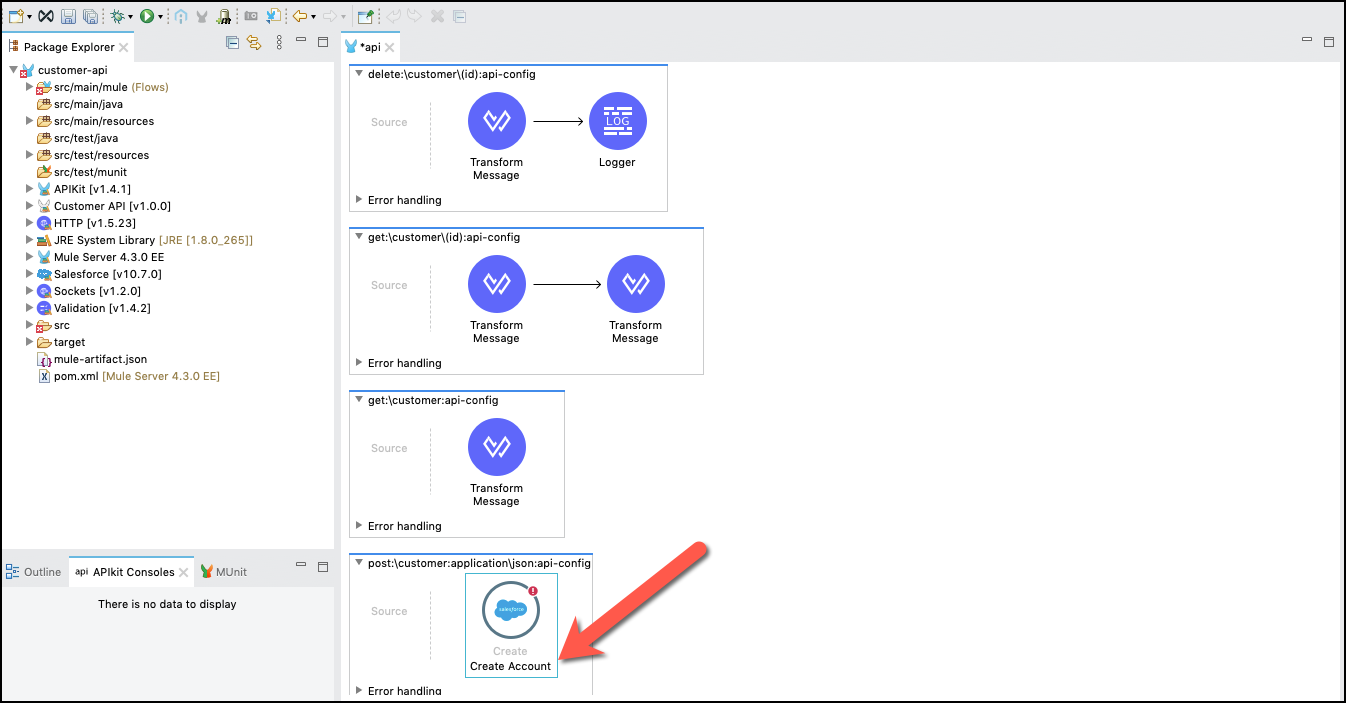 Package Explorer
*api
customer-api
src/main/mule (Flows)
src/main/java
src/main/resources
src/test/java
src/test/resources
src/test/munit
APIKit [v1.4.1]
Customer API [v1.0.0]
HTTP [v1.5.23]
JRE System Library [JRE [1.8.0_265]]
Mule Server 4.3.0 EE
Salesforce [v10.7.0]
Sockets [v1.2.0]
Validation [v1.4.2]
src
target
mule-artifact.json
pom.xml [Mule Server 4.3.0 EE]
Outline
api APIkit Consoles
MUnit
There is no data to display
delete:\customer\(id):api-config
Source
LOG
Transform
Message
Logger
Error handling
get:\customer\(id):api-config
Source
Transform
Message
Transform
Message
Error handling
get:\customer:api-config
Source
Transform
Message
Error handling
post:\customer:application\json:api-config
Source
salesforce
Create
Create Account
Error handling